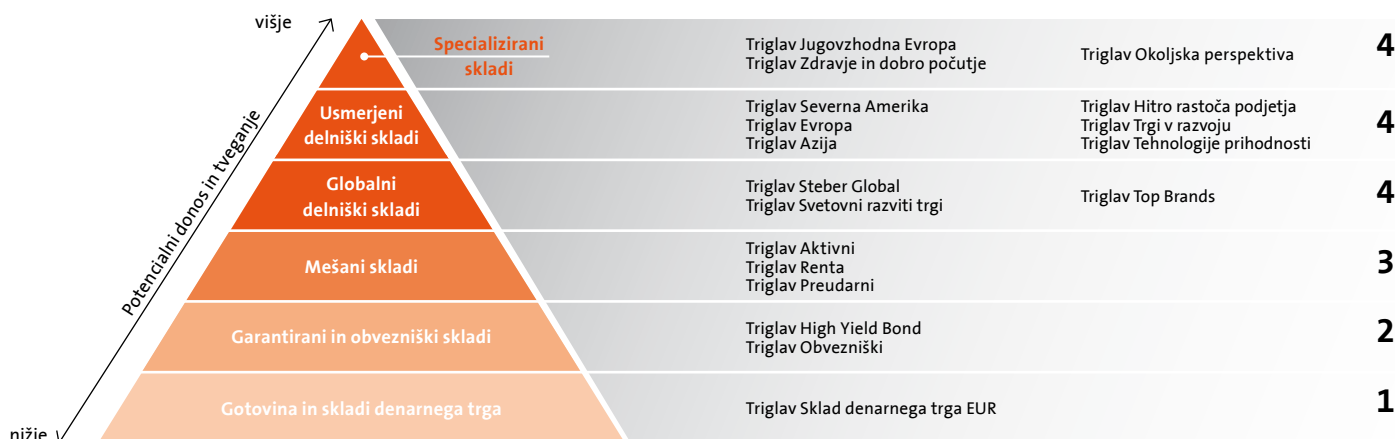 višje
Potencialni donos in tveganje
Specializirani
skladi
Triglav Jugovzhodna Evropa
Triglav Zdravje in dobro počutje
Triglav Okoljska perspektiva
4
Usmerjeni
delniški skladi
Triglav Severna Amerika
Triglav Evropa
Triglav Azija
Triglav Hitro rastoča podjetja
Triglav Trgi v razvoju
Triglav Tehnologije prihodnosti
4
Globalni
delniški skladi
Triglav Steber Global
Triglav Svetovni razviti trgi
Triglav Top Brands
4
Mešani skladi
Triglav Aktivni
Triglav Renta
Triglav Preudarni
3
Garantirani in obvezniški skladi
Triglav High Yield Bond
Triglav Obvezniški
2
Gotovina in skladi denarnega trga
Triglav Sklad denarnega trga EUR
1
nižje